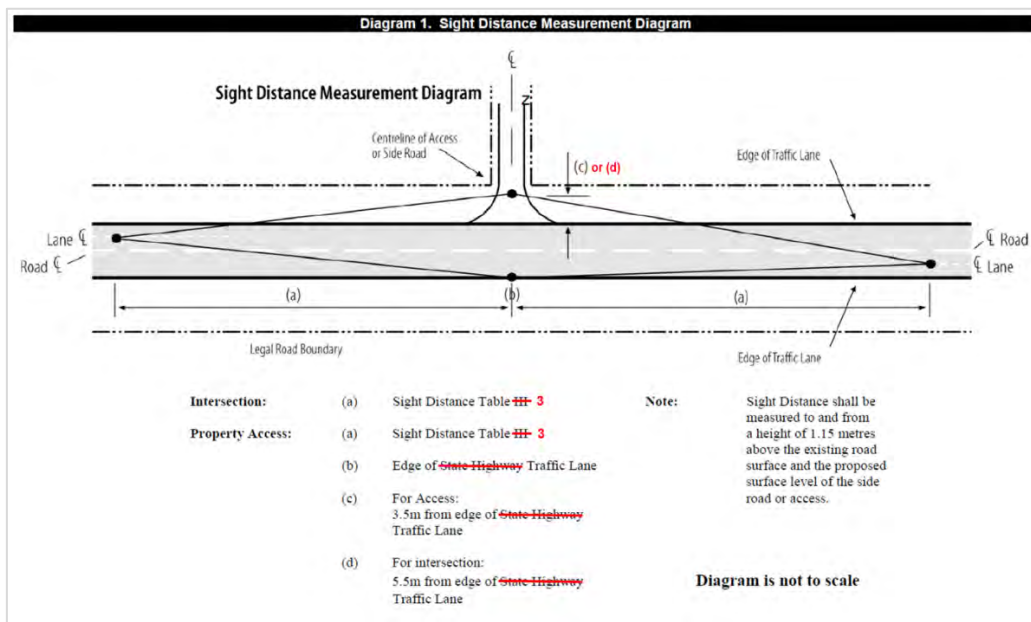 Diagram 1. Sight Distance Measurement Diagram
℄
Sight Distance Measurement Diagram
Z
Centreline of Access
or Side Road
(c) or (d)
Edge of Traffic Lane
Lane ℄
Road ℄
℄ Road
℄ Lane
(a)
(b)
(a)
Legal Road Boundary
Edge of Traffic Lane
Intersection: (a) Sight Distance Table III 3
Property Access: (a) Sight Distance Table III 3
(b) Edge of State Highway Traffic Lane
(c) For Access:
3.5m from edge of State Highway
Traffic Lane
(d) For intersection:
5.5m from edge of State Highway
Traffic Lane
Note: Sight Distance shall be
measured to and from
a height of 1.15 metres
above the existing road
surface and the proposed
surface level of the side
road or access.
Diagram is not to scale